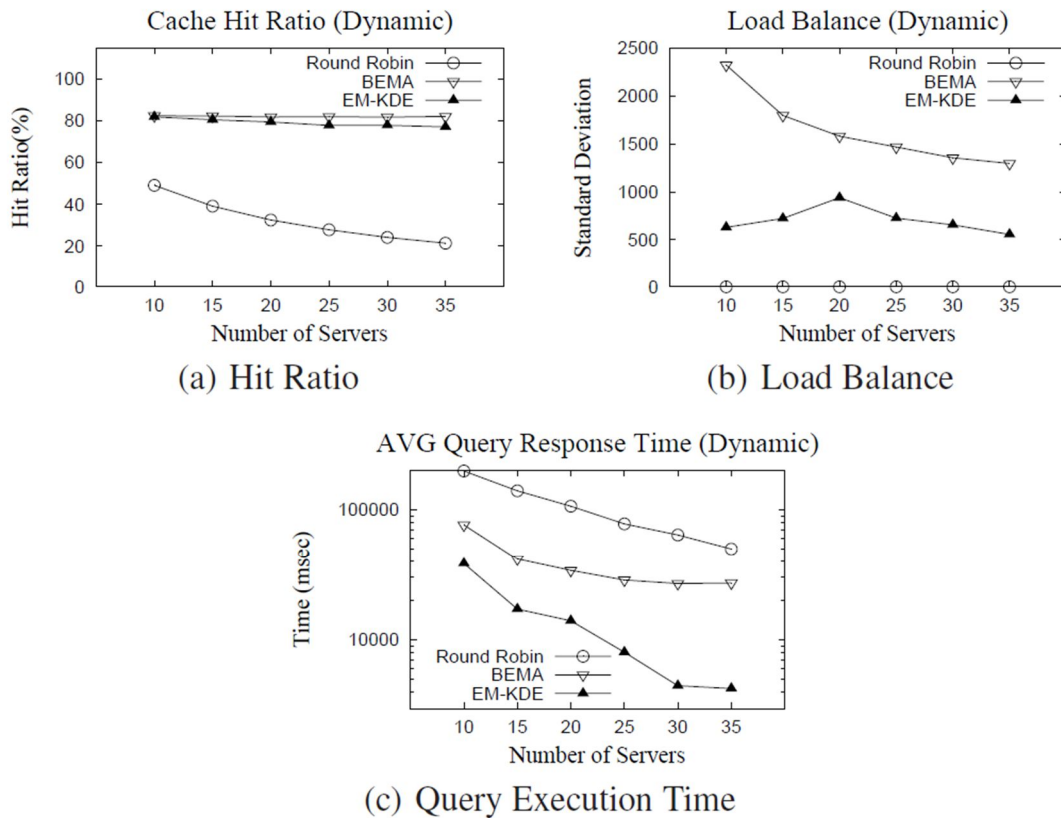 Cache Hit Ratio (Dynamic)
Round Robin
BEMA
EM-KDE
100
80
60
40
20
0
Hit Ratio(%)
10 15 20 25 30 35
Number of Servers
(a) Hit Ratio
Load Balance (Dynamic)
Round Robin
BEMA
EM-KDE
2500
2000
1500
1000
500
0
Standard Deviation
10 15 20 25 30 35
Number of Servers
(b) Load Balance
AVG Query Response Time (Dynamic)
100000
10000
Time (msec)
Round Robin
BEMA
EM-KDE
10 15 20 25 30 35
Number of Servers
(c) Query Execution Time